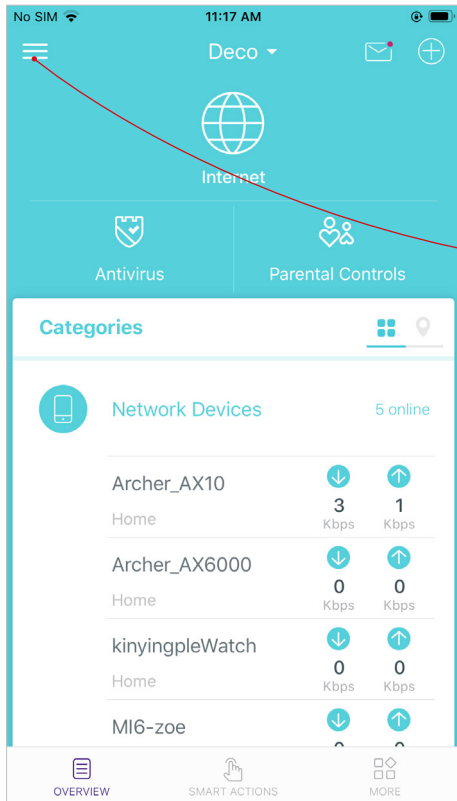 No SIM 11:17 AM
Deco
Internet
Antivirus Parental Controls
Categories
Network Devices 5 online
Archer_AX10
Home
3 1
Kbps Kbps
Archer_AX6000
Home
0 0
Kbps Kbps
kinyingpleWatch
Home
0 0
Kbps Kbps
MI6-zoe
OVERVIEW SMART ACTIONS MORE